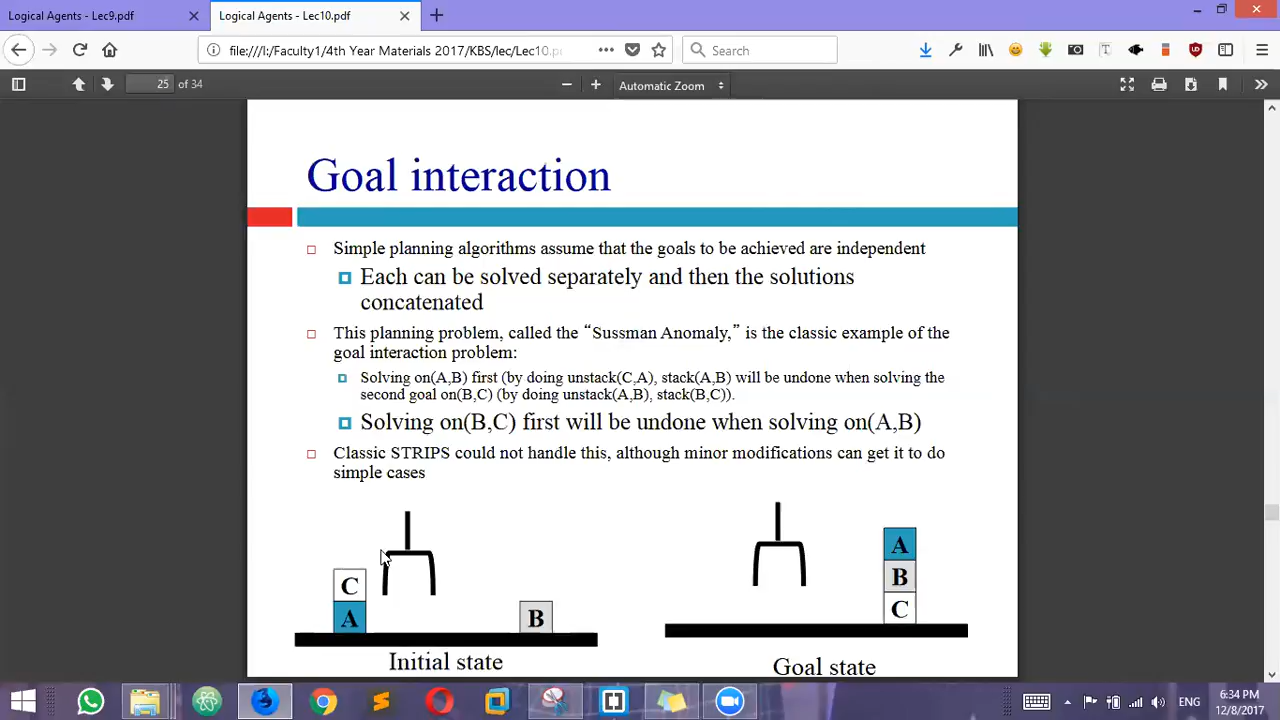 Logical Agents - Lec9.pdf
Logical Agents - Lec10.pdf
file:///I:/Faculty1/4th Year Materials 2017/KBS/lec/Lec10.p
Search
25 of 34
Automatic Zoom
Goal interaction
Simple planning algorithms assume that the goals to be achieved are independent
Each can be solved separately and then the solutions
concatenated
This planning problem, called the “Sussman Anomaly,” is the classic example of the
goal interaction problem:
Solving on(A,B) first (by doing unstack(C,A), stack(A,B) will be undone when solving the
second goal on(B,C) (by doing unstack(A,B), stack(B,C)).
Solving on(B,C) first will be undone when solving on(A,B)
Classic STRIPS could not handle this, although minor modifications can get it to do
simple cases
C
A
B
Initial state
A
B
C
Goal state
ENG
6:34 PM
12/8/2017